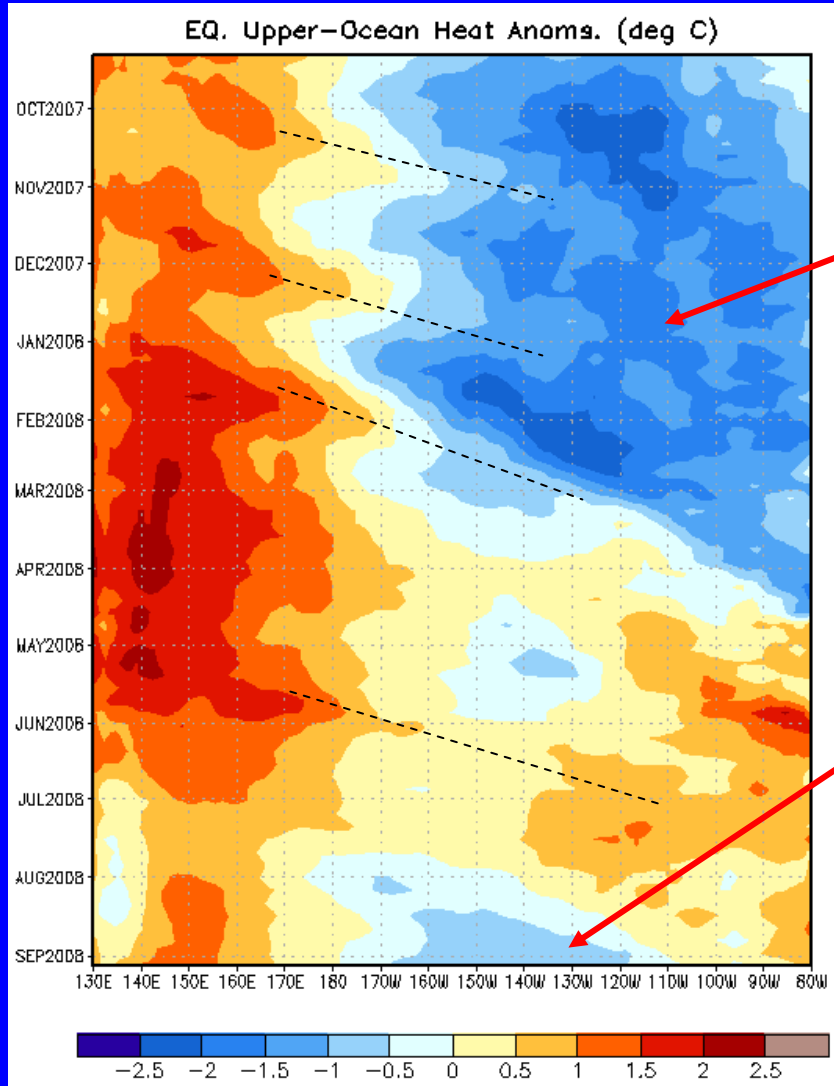 EQ. Upper-Ocean Heat Anoms. (deg C)
OCT2007
NOV2007
DEC2007
JAN2008
FEB2008
MAR2008
APR2008
MAY2008
JUN2008
JUL2008
AUG2008
SEP2008
130E 140E 150E 160E 170E 180 170W 160W 150W 140W 130W 120W 110W 100W 90W 80W
-2.5 -2 -1.5 -1 -0.5 0 0.5 1 1.5 2 2.5